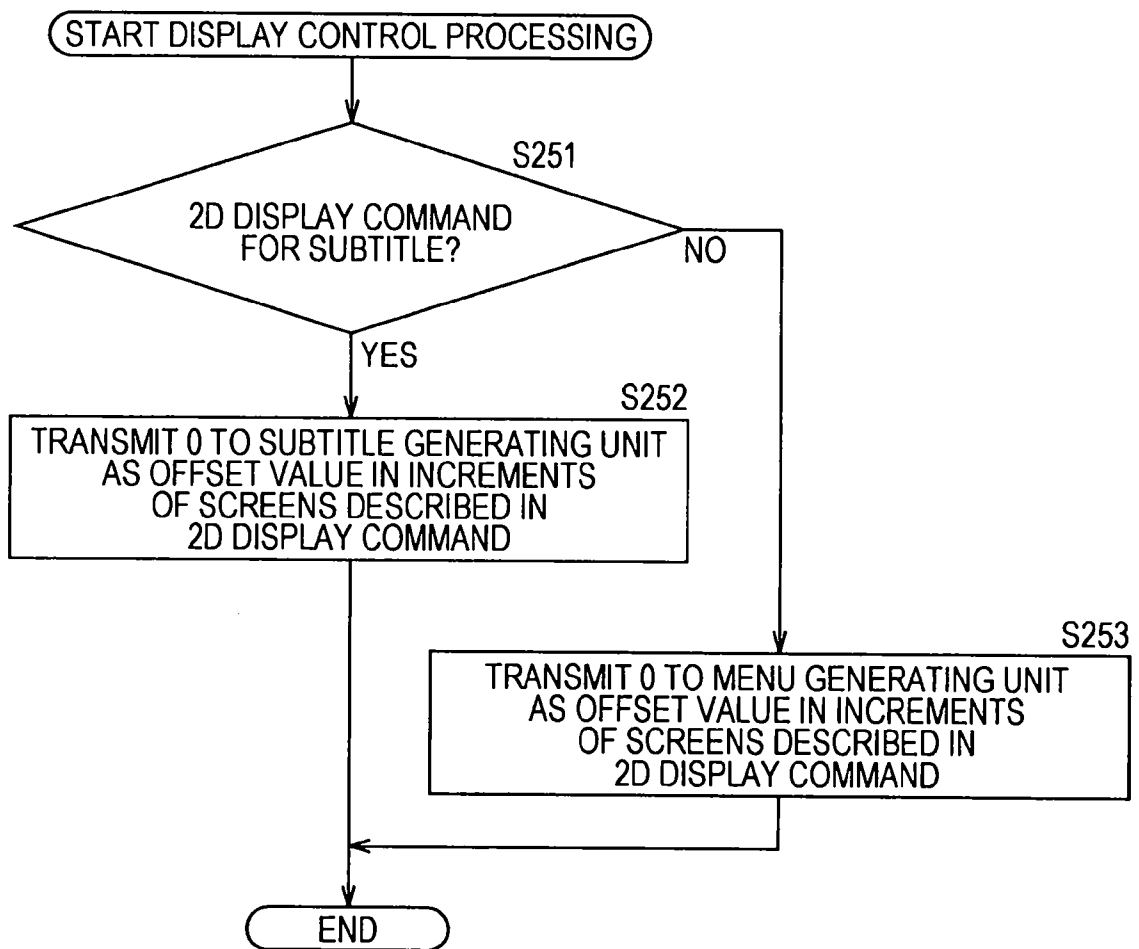 START DISPLAY CONTROL PROCESSING
S251
2D DISPLAY COMMAND
FOR SUBTITLE?
NO
YES
S252
TRANSMIT 0 TO SUBTITLE GENERATING UNIT
AS OFFSET VALUE IN INCREMENTS
OF SCREENS DESCRIBED IN
2D DISPLAY COMMAND
S253
TRANSMIT 0 TO MENU GENERATING UNIT
AS OFFSET VALUE IN INCREMENTS
OF SCREENS DESCRIBED IN
2D DISPLAY COMMAND
END